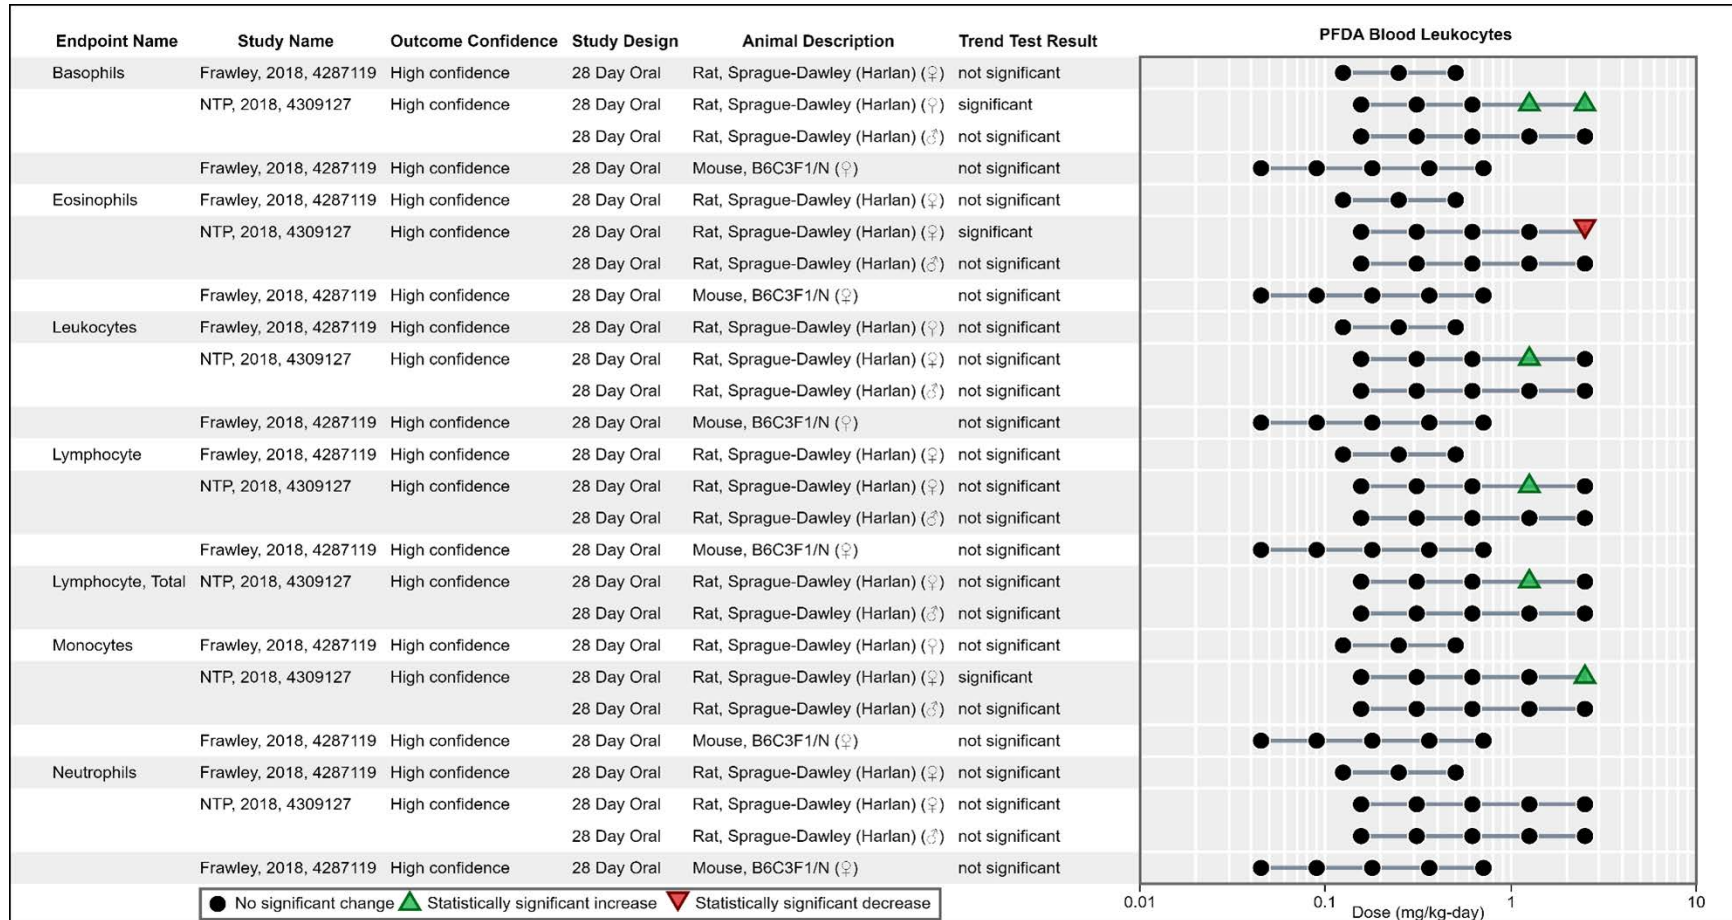 Endpoint Name Study Name Outcome Confidence Study Design Animal Description Trend Test Result PFDA Blood Leukocytes
Basophils Frawley, 2018, 4287119 High confidence 28 Day Oral Rat, Sprague-Dawley (Harlan) (♀) not significant
NTP, 2018, 4309127 High confidence 28 Day Oral Rat, Sprague-Dawley (Harlan) (♀) significant
28 Day Oral Rat, Sprague-Dawley (Harlan) (♂) not significant
Frawley, 2018, 4287119 High confidence 28 Day Oral Mouse, B6C3F1/N (♀) not significant
Eosinophils Frawley, 2018, 4287119 High confidence 28 Day Oral Rat, Sprague-Dawley (Harlan) (♀) not significant
NTP, 2018, 4309127 High confidence 28 Day Oral Rat, Sprague-Dawley (Harlan) (♀) significant
28 Day Oral Rat, Sprague-Dawley (Harlan) (♂) not significant
Frawley, 2018, 4287119 High confidence 28 Day Oral Mouse, B6C3F1/N (♀) not significant
Leukocytes Frawley, 2018, 4287119 High confidence 28 Day Oral Rat, Sprague-Dawley (Harlan) (♀) not significant
NTP, 2018, 4309127 High confidence 28 Day Oral Rat, Sprague-Dawley (Harlan) (♀) not significant
28 Day Oral Rat, Sprague-Dawley (Harlan) (♂) not significant
Frawley, 2018, 4287119 High confidence 28 Day Oral Mouse, B6C3F1/N (♀) not significant
Lymphocyte Frawley, 2018, 4287119 High confidence 28 Day Oral Rat, Sprague-Dawley (Harlan) (♀) not significant
NTP, 2018, 4309127 High confidence 28 Day Oral Rat, Sprague-Dawley (Harlan) (♀) not significant
28 Day Oral Rat, Sprague-Dawley (Harlan) (♂) not significant
Frawley, 2018, 4287119 High confidence 28 Day Oral Mouse, B6C3F1/N (♀) not significant
Lymphocyte, Total NTP, 2018, 4309127 High confidence 28 Day Oral Rat, Sprague-Dawley (Harlan) (♀) not significant
28 Day Oral Rat, Sprague-Dawley (Harlan) (♂) not significant
Monocytes Frawley, 2018, 4287119 High confidence 28 Day Oral Rat, Sprague-Dawley (Harlan) (♀) not significant
NTP, 2018, 4309127 High confidence 28 Day Oral Rat, Sprague-Dawley (Harlan) (♀) significant
28 Day Oral Rat, Sprague-Dawley (Harlan) (♂) not significant
Frawley, 2018, 4287119 High confidence 28 Day Oral Mouse, B6C3F1/N (♀) not significant
Neutrophils Frawley, 2018, 4287119 High confidence 28 Day Oral Rat, Sprague-Dawley (Harlan) (♀) not significant
NTP, 2018, 4309127 High confidence 28 Day Oral Rat, Sprague-Dawley (Harlan) (♀) not significant
28 Day Oral Rat, Sprague-Dawley (Harlan) (♂) not significant
Frawley, 2018, 4287119 High confidence 28 Day Oral Mouse, B6C3F1/N (♀) not significant
No significant change Statistically significant increase Statistically significant decrease
0.01 0.1 1 10
Dose (mg/kg-day)